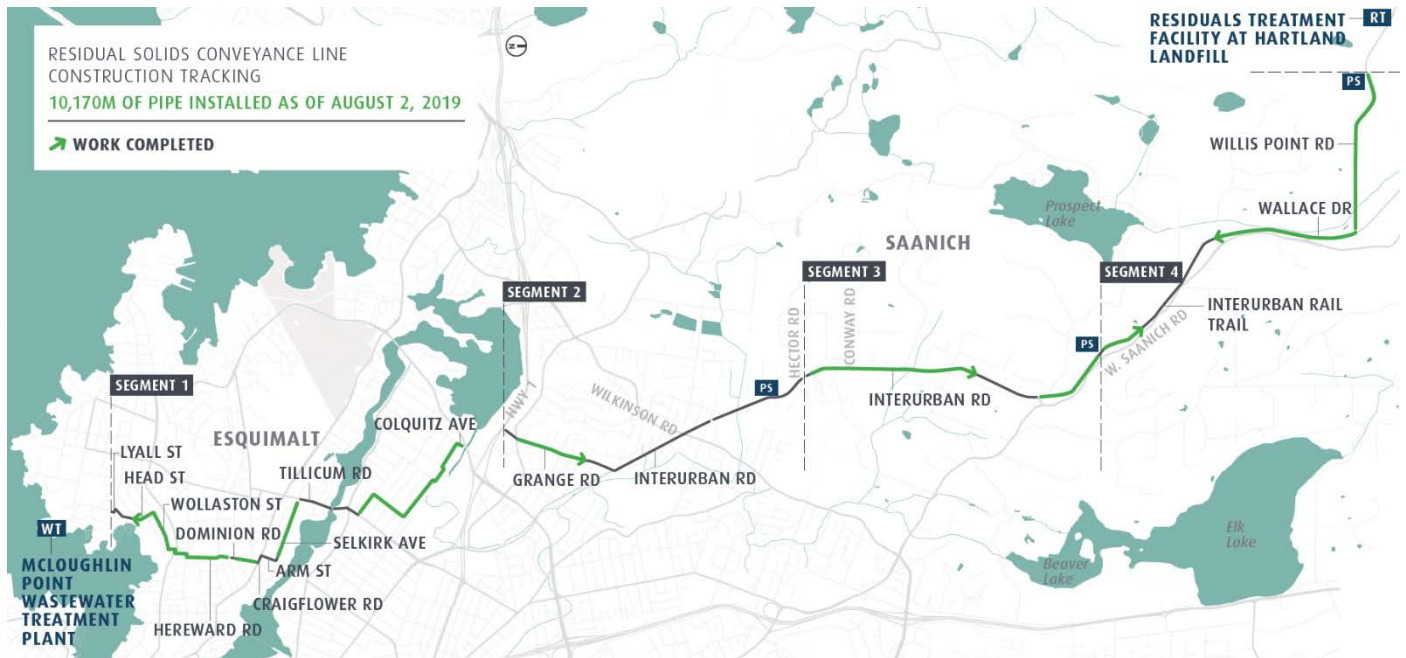 RESIDUAL SOLIDS CONVEYANCE LINE
CONSTRUCTION TRACKING
10,170M OF PIPE INSTALLED AS OF AUGUST 2, 2019
WORK COMPLETED
N
RESIDUALS TREATMENT
FACILITY AT HARTLAND
LANDFILL
RT
PS
WILLIS POINT RD
WALLACE DR
Prospect
Lake
SAANICH
SEGMENT 4
SEGMENT 3
SEGMENT 2
INTERURBAN RAIL
TRAIL
HECTOR RD
CONWAY RD
W. SAANICH RD
PS
PS
HWY 1
WILKINSON RD
INTERURBAN RD
SEGMENT 1
COLQUITZ AVE
ESQUIMALT
LYALL ST
TILLICUM RD
HEAD ST
GRANGE RD
INTERURBAN RD
WOLLASTON ST
DOMINION RD
SELKIRK AVE
WT
ARM ST
MCLOUGHLIN
POINT
WASTEWATER
TREATMENT
PLANT
CRAIGFLOWER RD
HEREWARD RD
Elk
Lake
Beaver
Lake